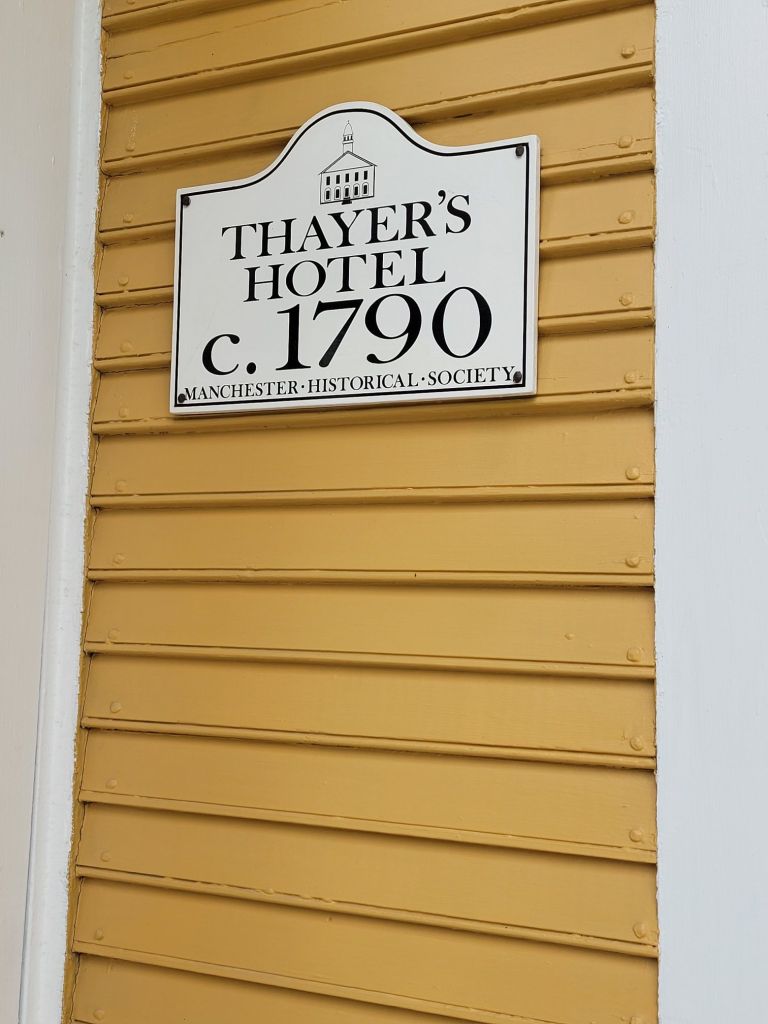 THAYER'S
HOTEL
c. 1790
MANCHESTER·HISTORICAL·SOCIETY